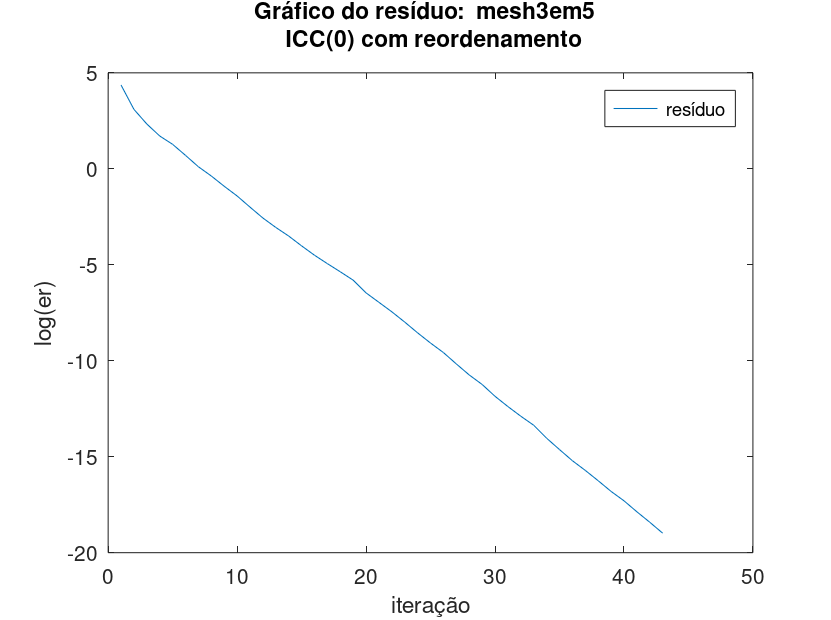 Gráfico do resíduo:  mesh3em5
ICC(0) com reordenamento
resíduo
5
0
-5
-10
-15
-20
log(er)
0 10 20 30 40 50
iteração